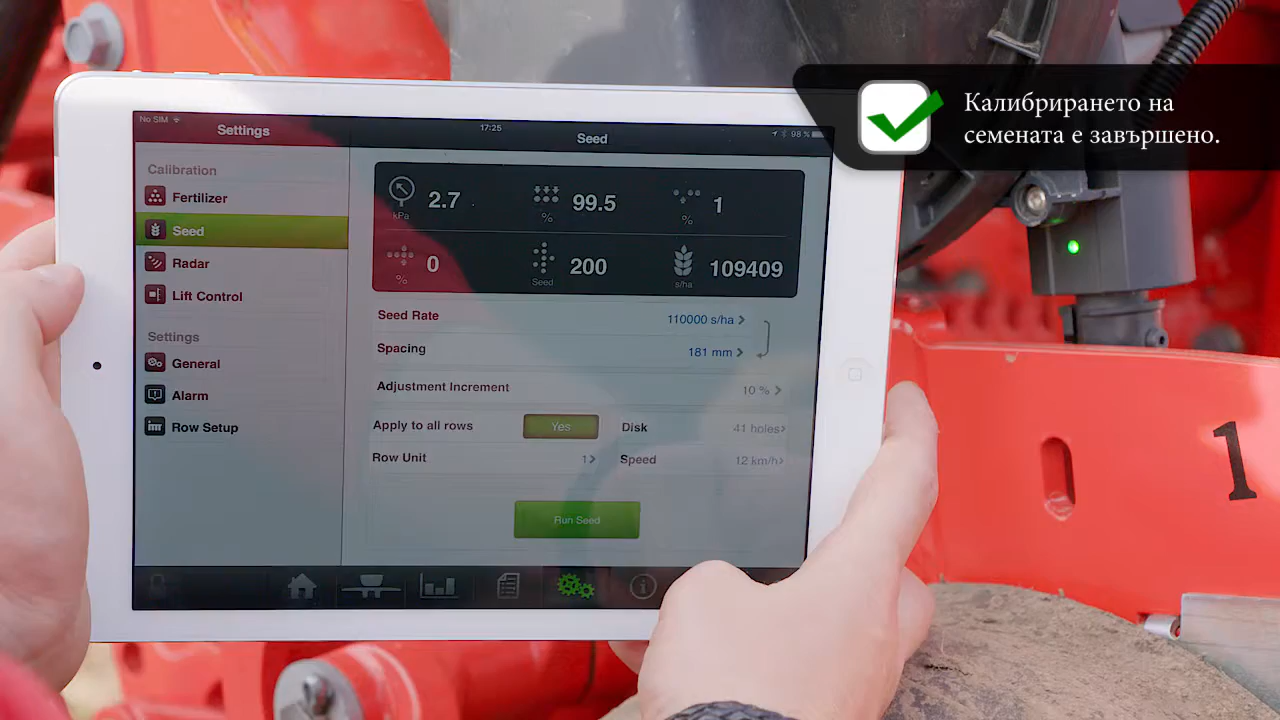 Калибрирането на
семената е завършено.
No SIM
17:25
98 %
Settings
Seed
Calibration
Fertilizer
Seed
Radar
Lift Control
Settings
General
Alarm
Row Setup
2.7
kPa
99.5
%
1
%
0
%
200
Seed
109409
s/ha
Seed Rate
110000 s/ha
Spacing
181 mm
Adjustment Increment
10 %
Apply to all rows
Yes
Disk
41 holes
Row Unit
1
Speed
12 km/h
Run Seed
1